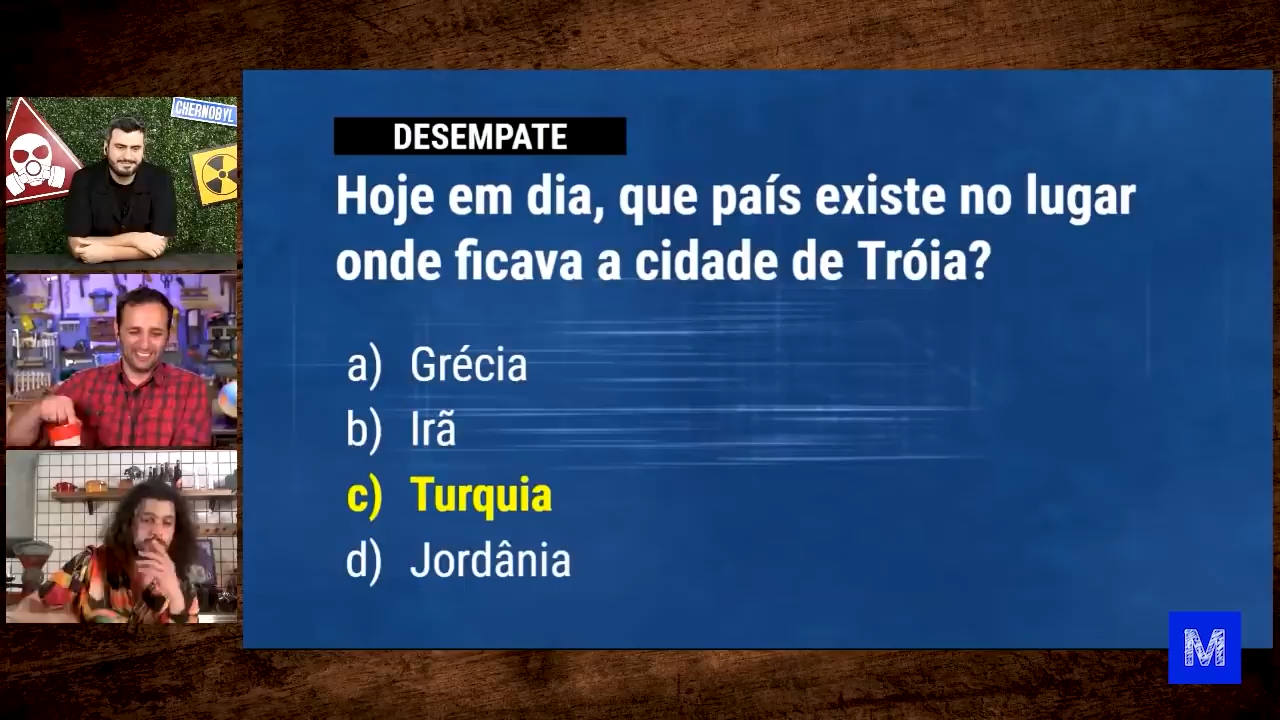 CHERNOBYL
DESEMPATE
Hoje em dia, que país existe no lugar
onde ficava a cidade de Tróia?
a) Grécia
b) Irã
c) Turquia
d) Jordânia
M